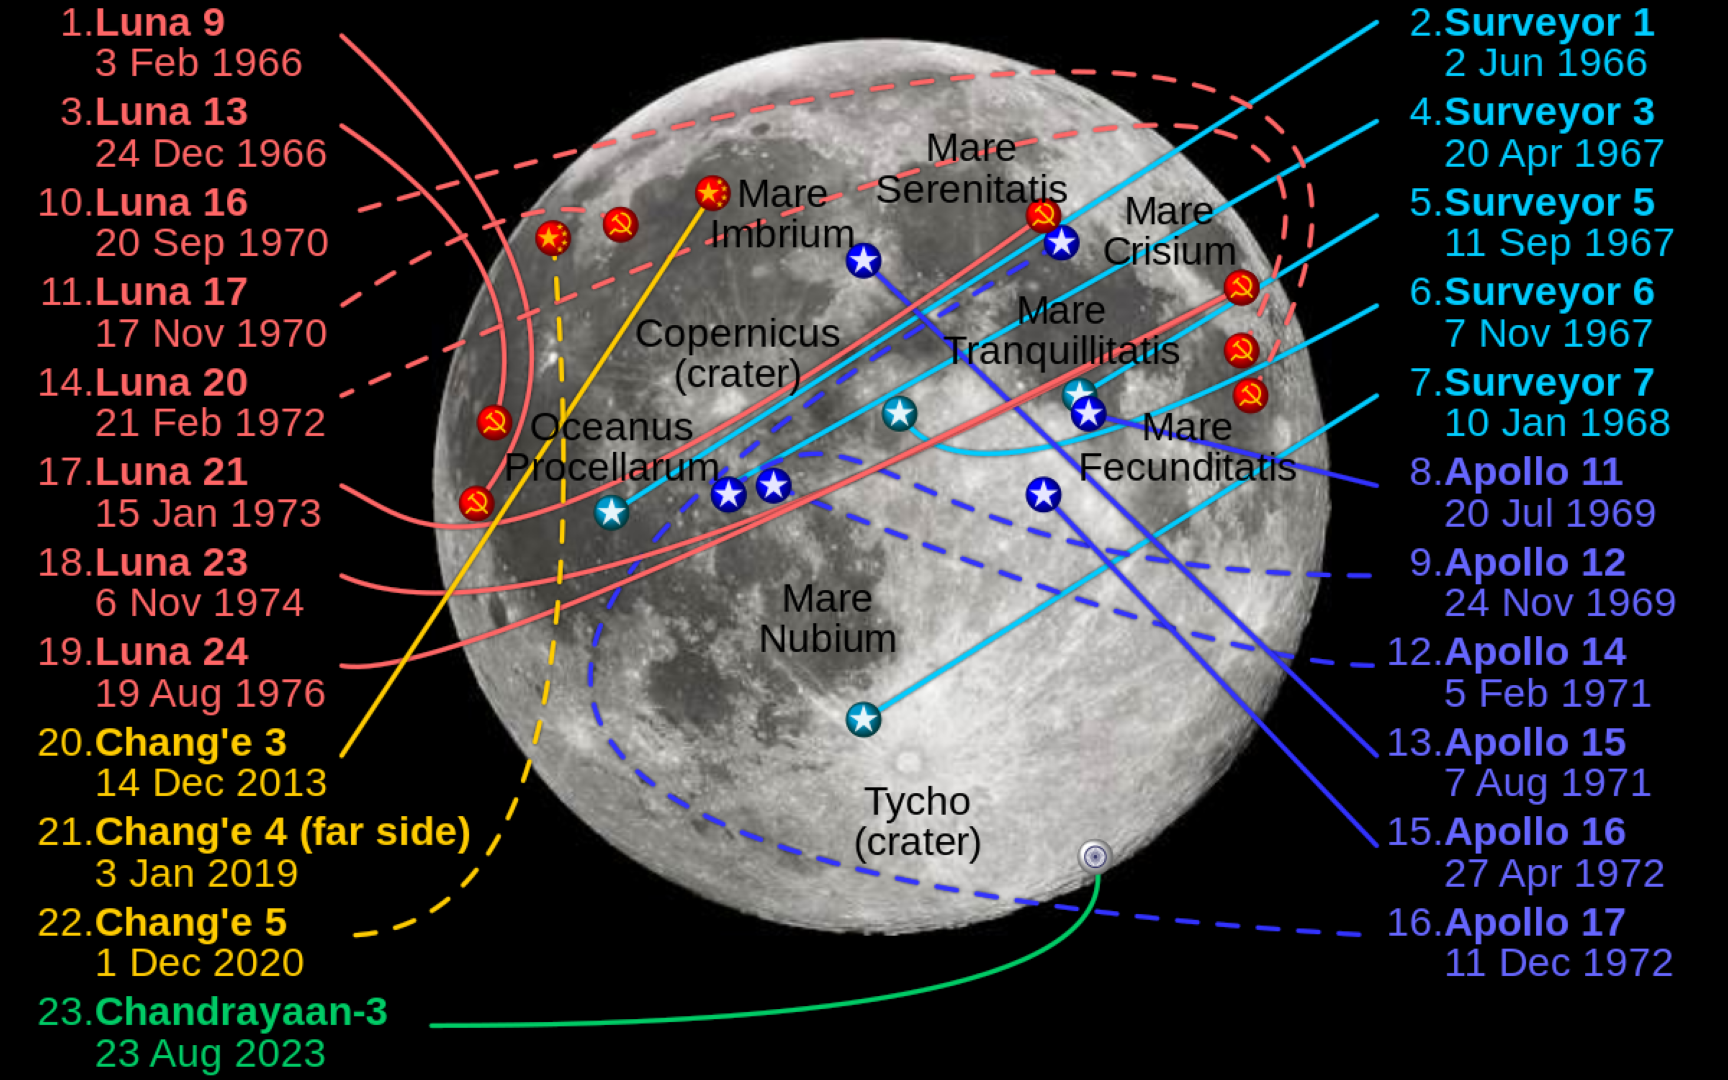 1.Luna 9
3 Feb 1966
3.Luna 13
24 Dec 1966
10.Luna 16
20 Sep 1970
11.Luna 17
17 Nov 1970
14.Luna 20
21 Feb 1972
17.Luna 21
15 Jan 1973
18.Luna 23
6 Nov 1974
19.Luna 24
19 Aug 1976
20.Chang'e 3
14 Dec 2013
21.Chang'e 4 (far side)
3 Jan 2019
22.Chang'e 5
1 Dec 2020
23.Chandrayaan-3
23 Aug 2023
Mare
Serenitatis
Mare
Imbrium
Mare
Crisium
Copernicus
(crater)
Mare
Tranquillitatis
Oceanus
Procellarum
Mare
Fecunditatis
Mare
Nubium
Tycho
(crater)
2.Surveyor 1
2 Jun 1966
4.Surveyor 3
20 Apr 1967
5.Surveyor 5
11 Sep 1967
6.Surveyor 6
7 Nov 1967
7.Surveyor 7
10 Jan 1968
8.Apollo 11
20 Jul 1969
9.Apollo 12
24 Nov 1969
12.Apollo 14
5 Feb 1971
13.Apollo 15
7 Aug 1971
15.Apollo 16
27 Apr 1972
16.Apollo 17
11 Dec 1972